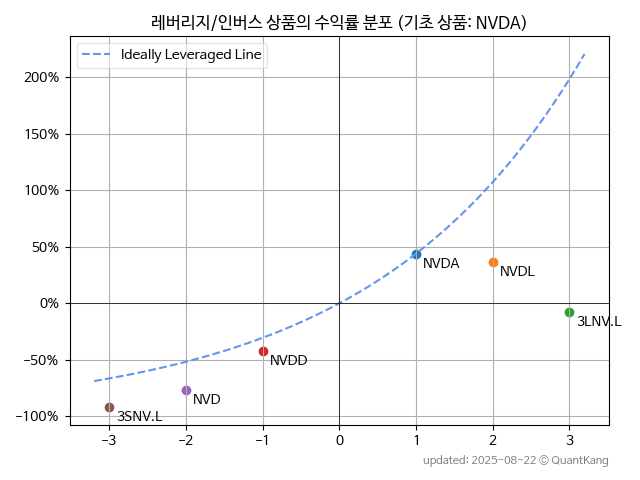 레버리지/인버스 상품의 수익률 분포 (기초 상품: NVDA)
Ideally Leveraged Line
200%
150%
100%
50%
0%
−50%
−100%
NVDA
NVDL
3LNV.L
NVDD
NVD
3SNV.L
−3 −2 −1 0 1 2 3
updated: 2025-08-22 © QuantKang